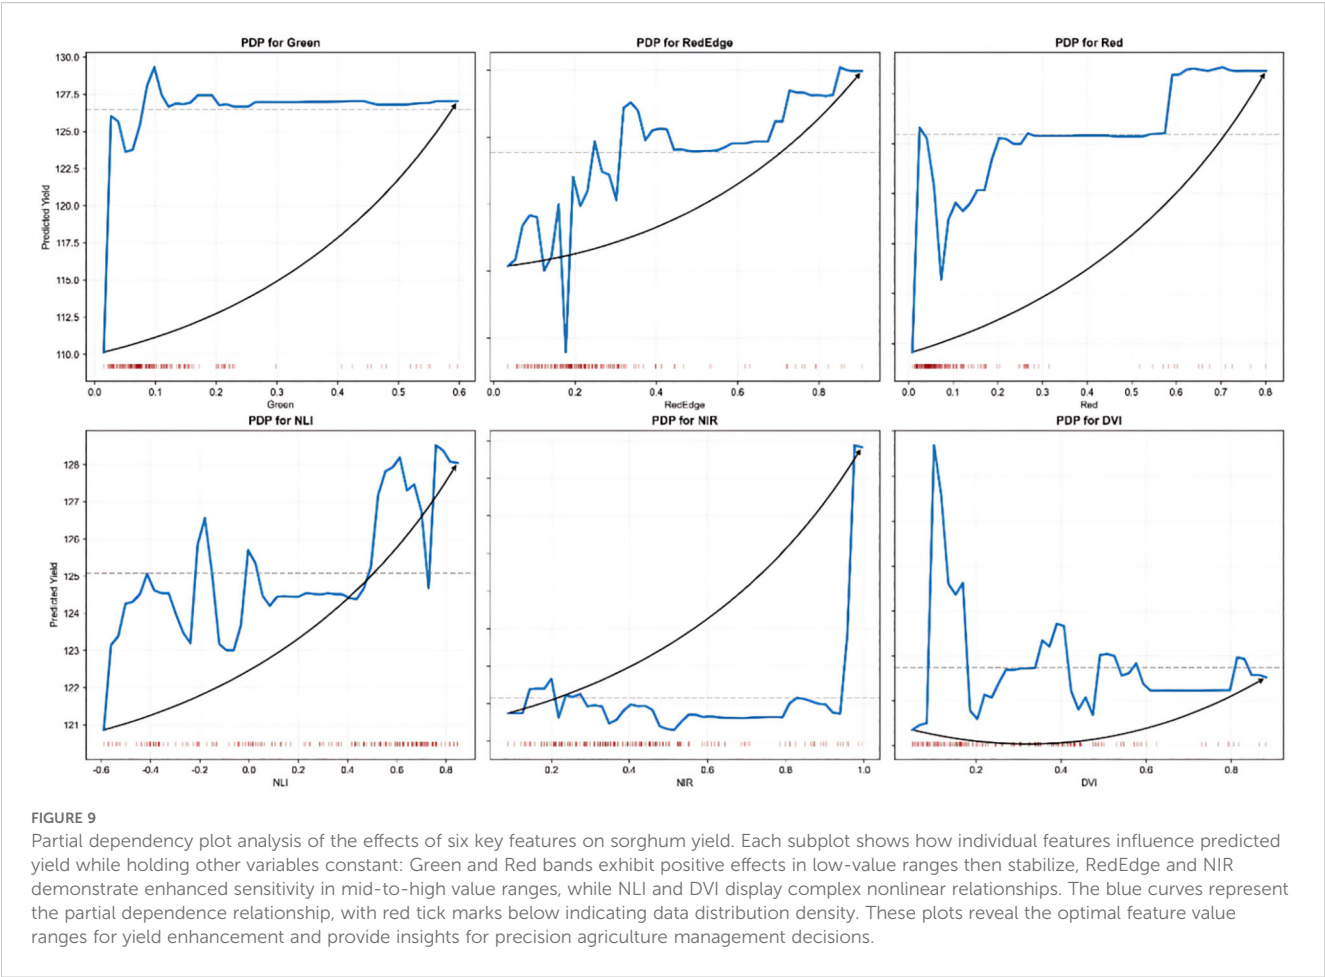 PDP for Green
PDP for RedEdge
PDP for Red
130.0
127.5
125.0
122.5
120.0
117.5
115.0
112.5
110.0
Predicted Yield
0.0 0.1 0.2 0.3 0.4 0.5 0.6
Green
0.2 0.4 0.6 0.8
RedEdge
0.0 0.1 0.2 0.3 0.4 0.5 0.6 0.7 0.8
Red
PDP for NLI
PDP for NIR
PDP for DVI
128
127
126
125
124
123
122
121
Predicted Yield
-0.6 -0.4 -0.2 0.0 0.2 0.4 0.6 0.8
NLI
0.2 0.4 0.6 0.8 1.0
NIR
0.2 0.4 0.6 0.8
DVI
FIGURE 9
Partial dependency plot analysis of the effects of six key features on sorghum yield. Each subplot shows how individual features influence predicted
yield while holding other variables constant: Green and Red bands exhibit positive effects in low-value ranges then stabilize, RedEdge and NIR
demonstrate enhanced sensitivity in mid-to-high value ranges, while NLI and DVI display complex nonlinear relationships. The blue curves represent
the partial dependence relationship, with red tick marks below indicating data distribution density. These plots reveal the optimal feature value
ranges for yield enhancement and provide insights for precision agriculture management decisions.